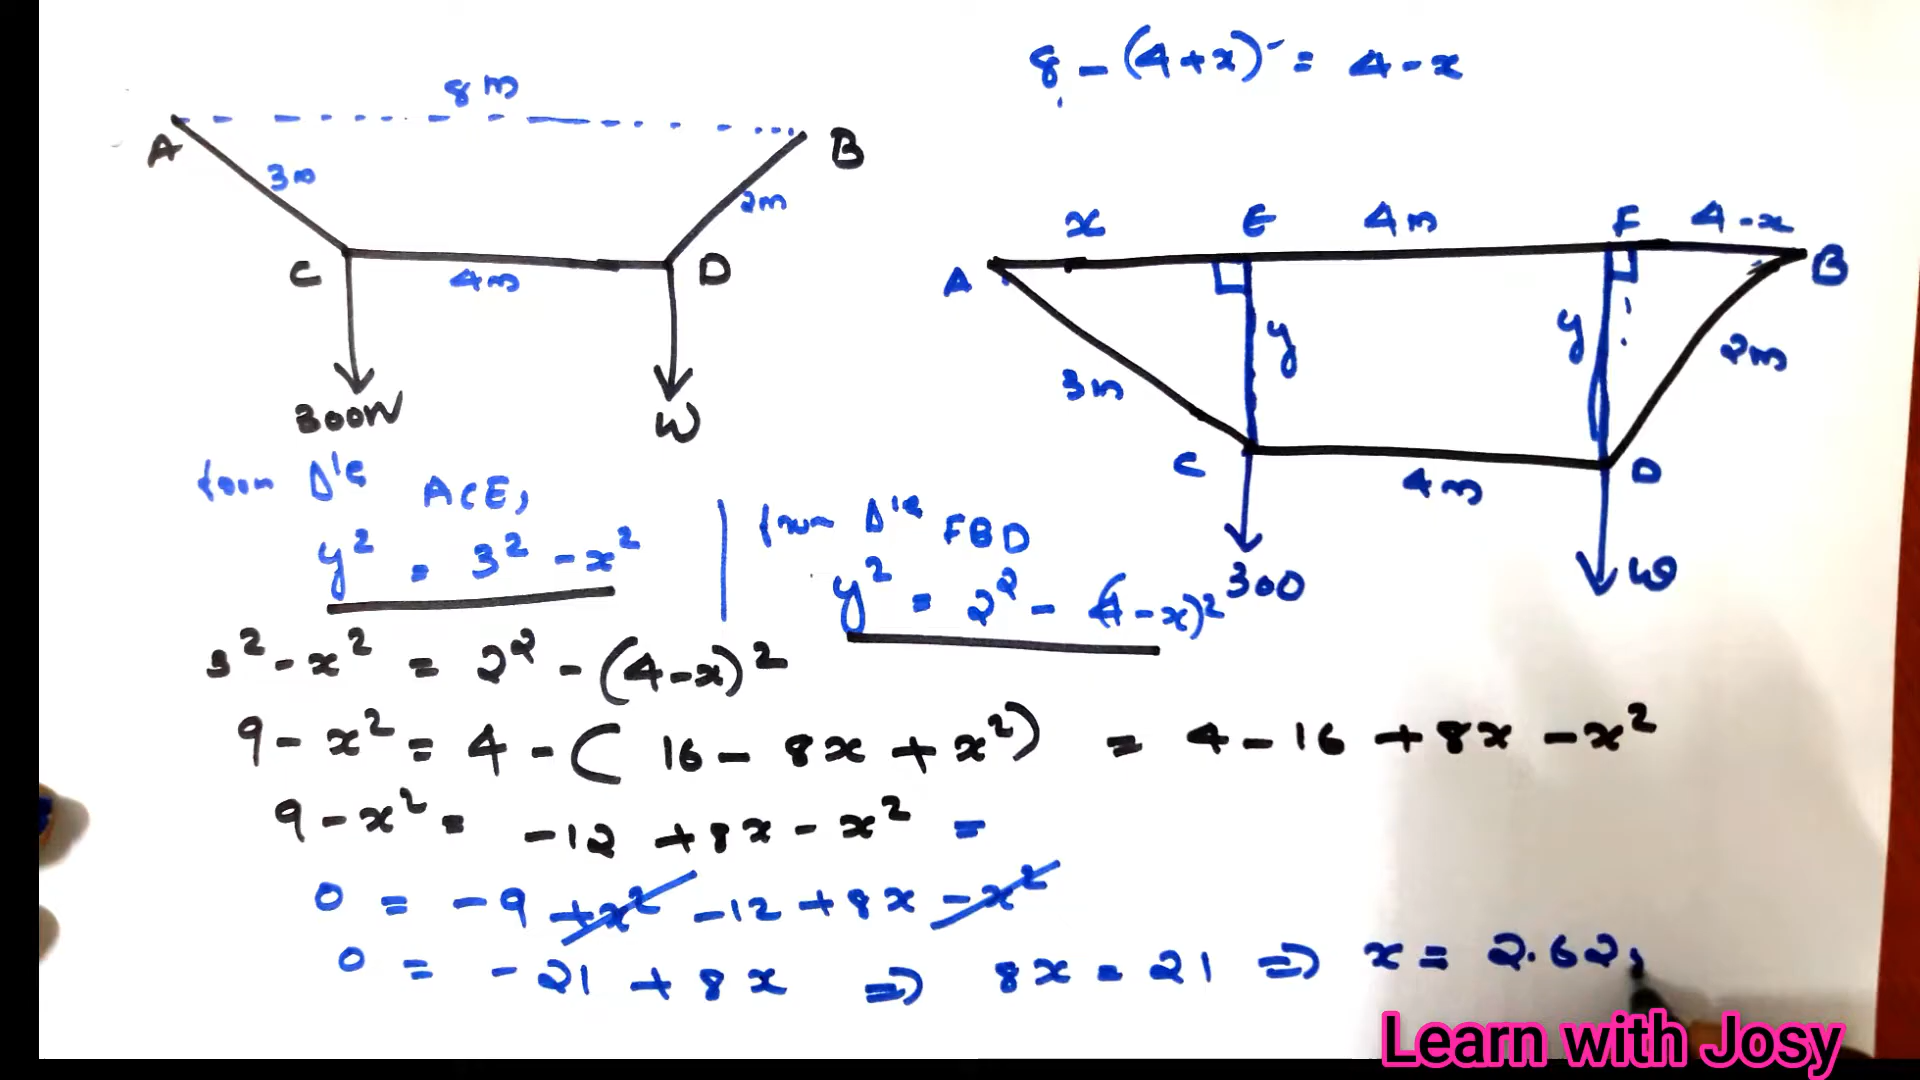 8 m
A
B
3m
2m
C
D
4m
300N
W
8 - (4+x) = 4-x
x E 4m F 4-x
A
B
y
y
3m
2m
C
D
4m
300
W
from Δ'le ACE,
y² = 3² - x²
from Δ'le FBD
y² = 2² - (4-x)²
3² - x² = 2² - (4-x)²
9 - x² = 4 - (16 - 8x + x²) = 4 - 16 + 8x - x²
9 - x² = -12 + 8x - x² =
0 = -9 + x² - 12 + 8x - x²
0 = -21 + 8x => 8x = 21 => x = 2.62
Learn with Josy